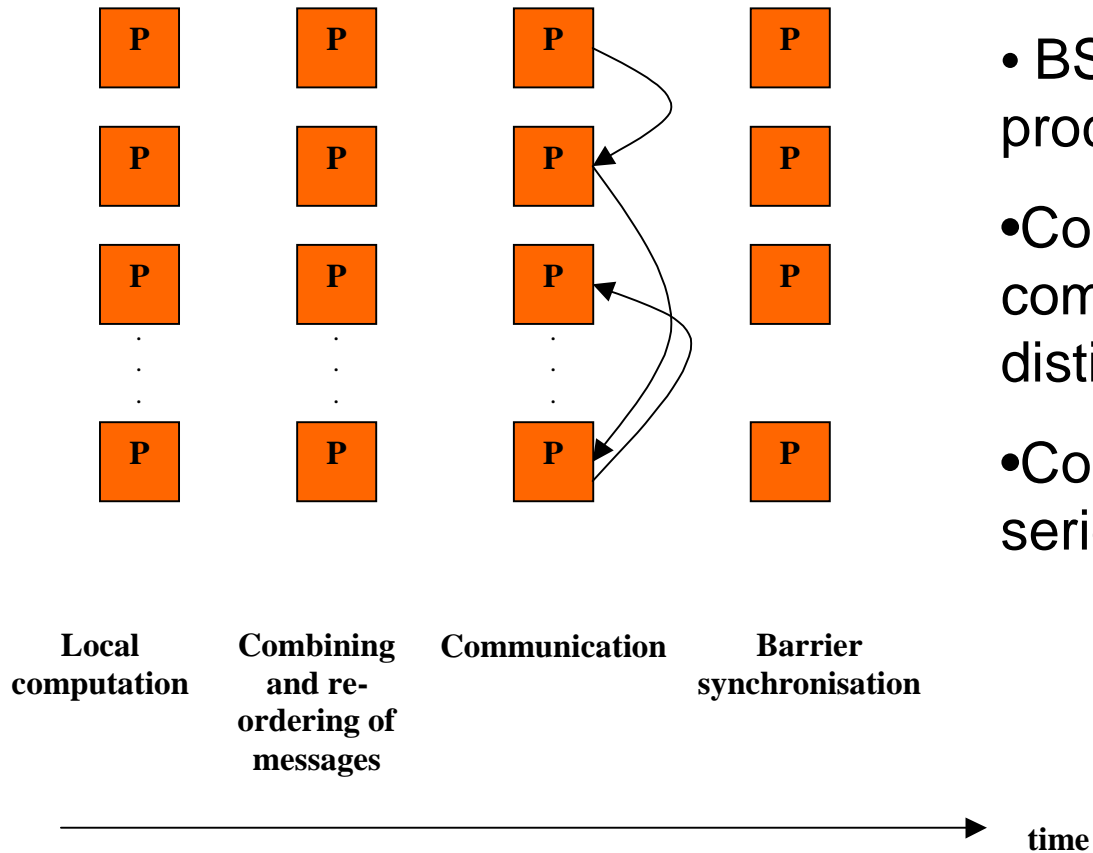 P P P P
P P P P
P P P P
. . .
. . .
. . .
P P P P
Local computation
Combining and re-ordering of messages
Communication
Barrier synchronisation
time
• BS
proc
•Co
com
disti
•Co
seri